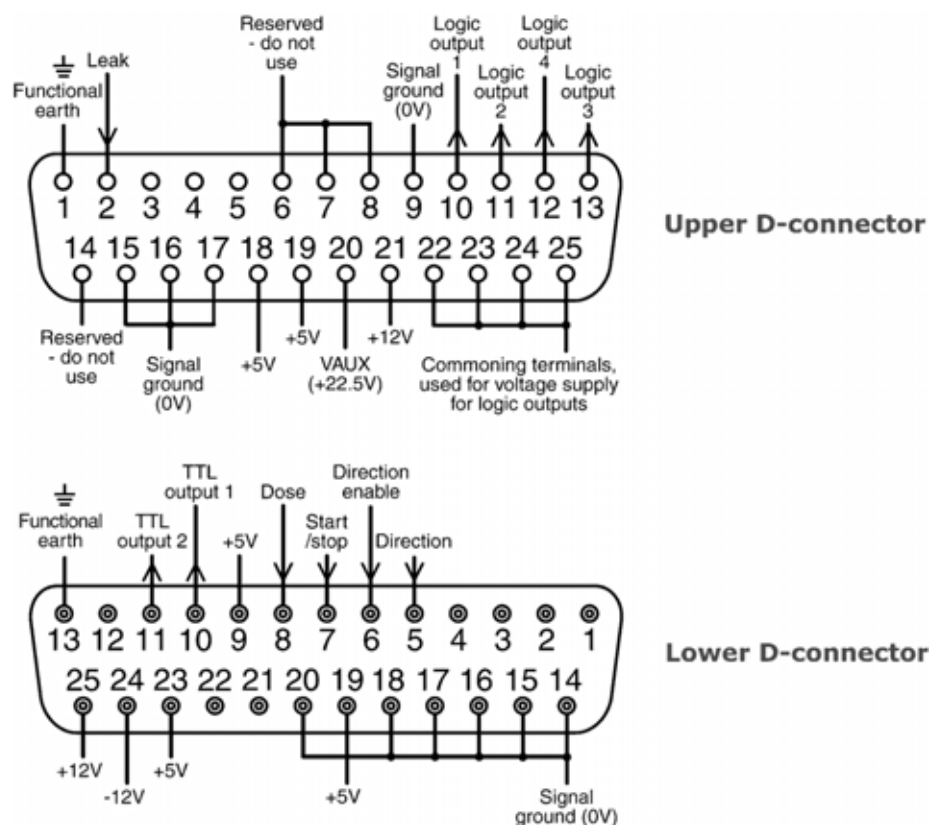 Functional
earth
Leak
Reserved
- do not
use
Signal
ground
(0V)
Logic
output
1
Logic
output
2
Logic
output
4
Logic
output
3
1 2 3 4 5 6 7 8 9 10 11 12 13
14 15 16 17 18 19 20 21 22 23 24 25
Upper D-connector
Reserved
- do not
use
Signal
ground
(0V)
+5V
+5V
VAUX
(+22.5V)
+12V
Commoning terminals,
used for voltage supply
for logic outputs
Functional
earth
TTL
output 2
TTL
output 1
+5V
Dose
Start
/stop
Direction
enable
Direction
13 12 11 10 9 8 7 6 5 4 3 2 1
25 24 23 22 21 20 19 18 17 16 15 14
Lower D-connector
+12V
-12V
+5V
+5V
Signal
ground (0V)